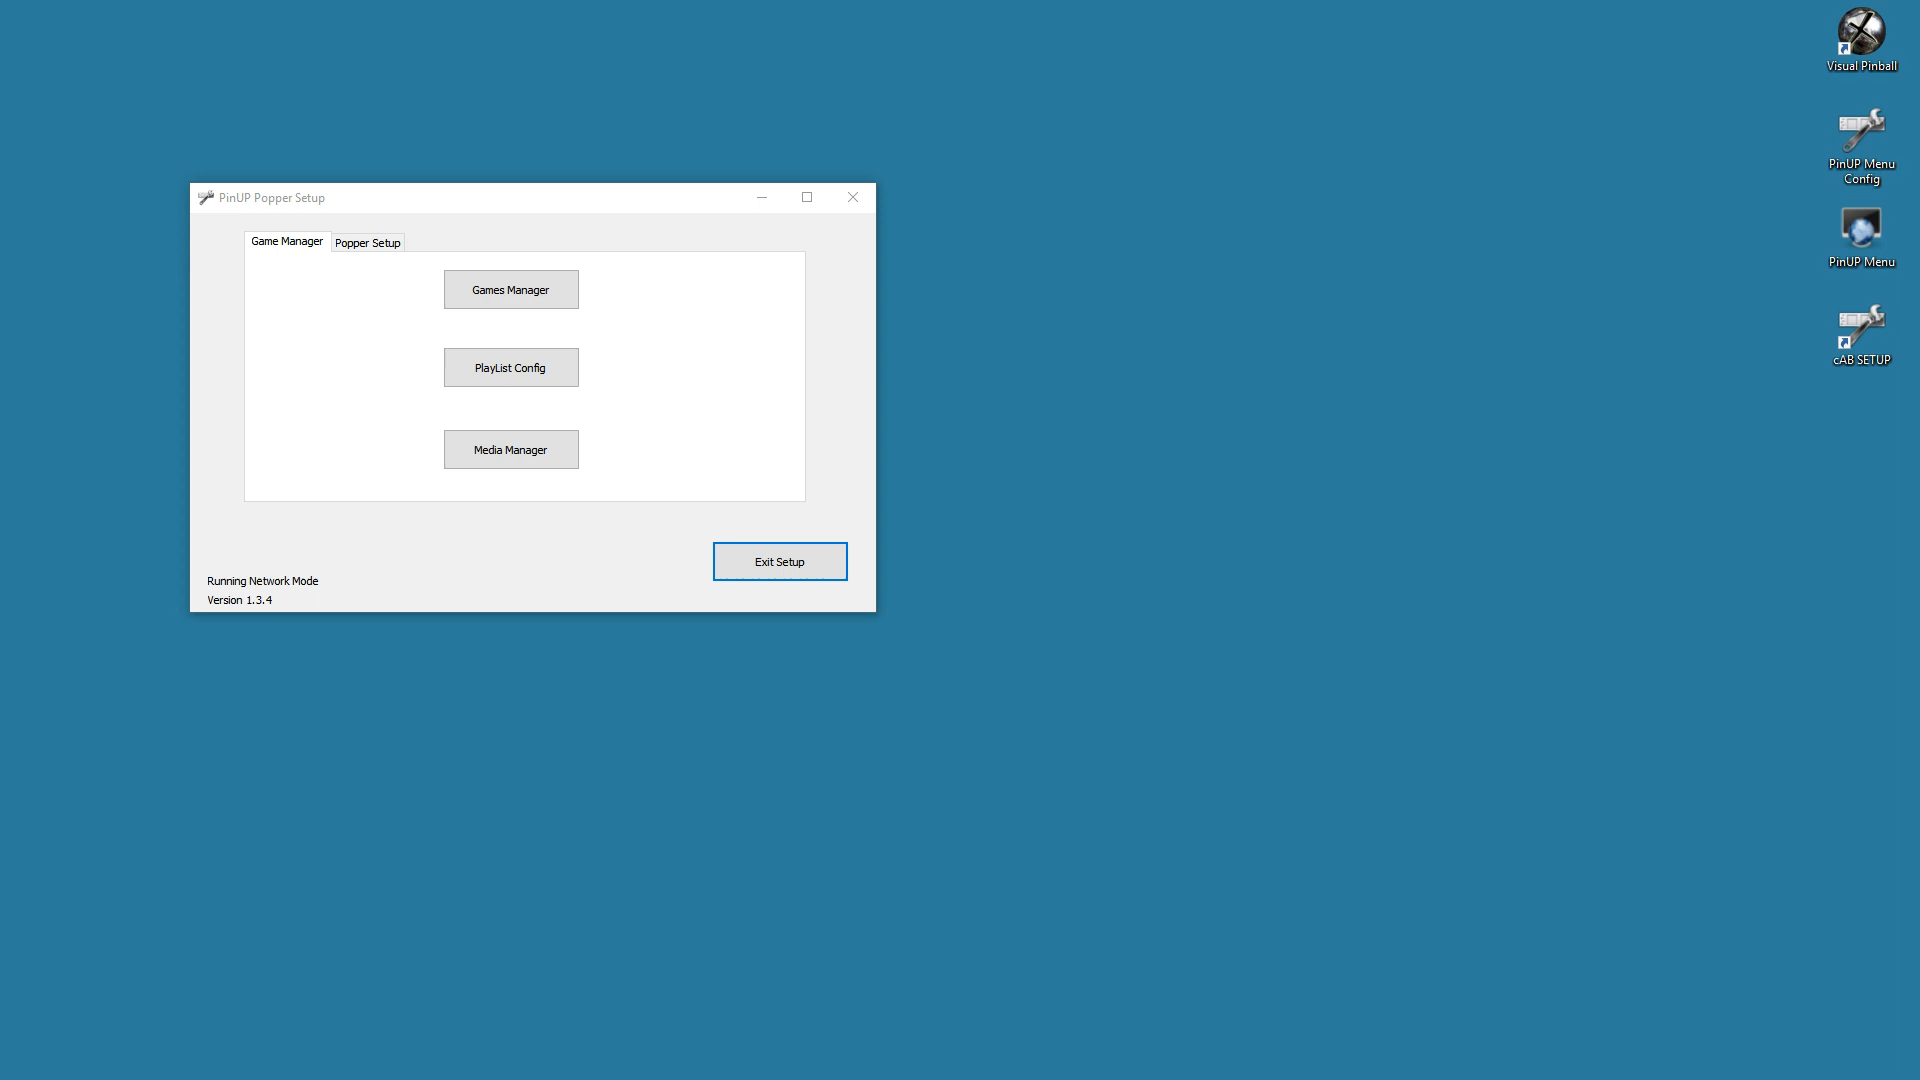 Visual Pinball
PinUP Menu
Config
PinUP Menu
cAB SETUP
PinUP Popper Setup
Game Manager
Popper Setup
Games Manager
PlayList Config
Media Manager
Exit Setup
Running Network Mode
Version 1.3.4